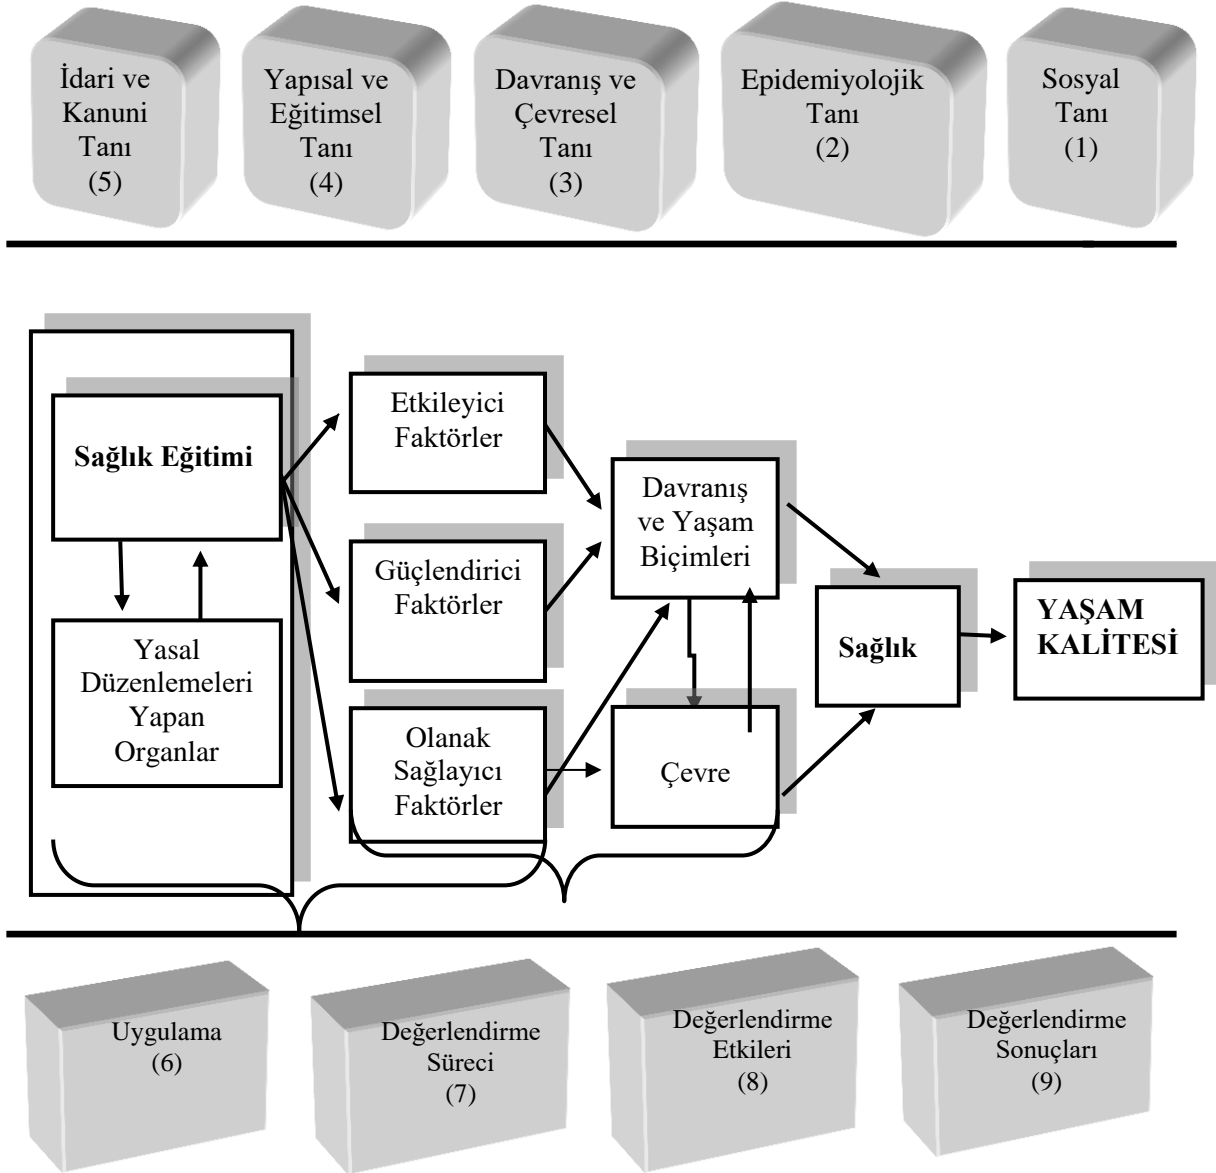 İdari ve
Kanuni
Tanı
(5)
Yapısal ve
Eğitimsel
Tanı
(4)
Davranış ve
Çevresel
Tanı
(3)
Epidemiyolojik
Tanı
(2)
Sosyal
Tanı
(1)
Sağlık Eğitimi
Yasal
Düzenlemeleri
Yapan
Organlar
Etkileyici
Faktörler
Güçlendirici
Faktörler
Olanak
Sağlayıcı
Faktörler
Davranış
ve Yaşam
Biçimleri
Çevre
Sağlık
YAŞAM
KALİTESİ
Uygulama
(6)
Değerlendirme
Süreci
(7)
Değerlendirme
Etkileri
(8)
Değerlendirme
Sonuçları
(9)